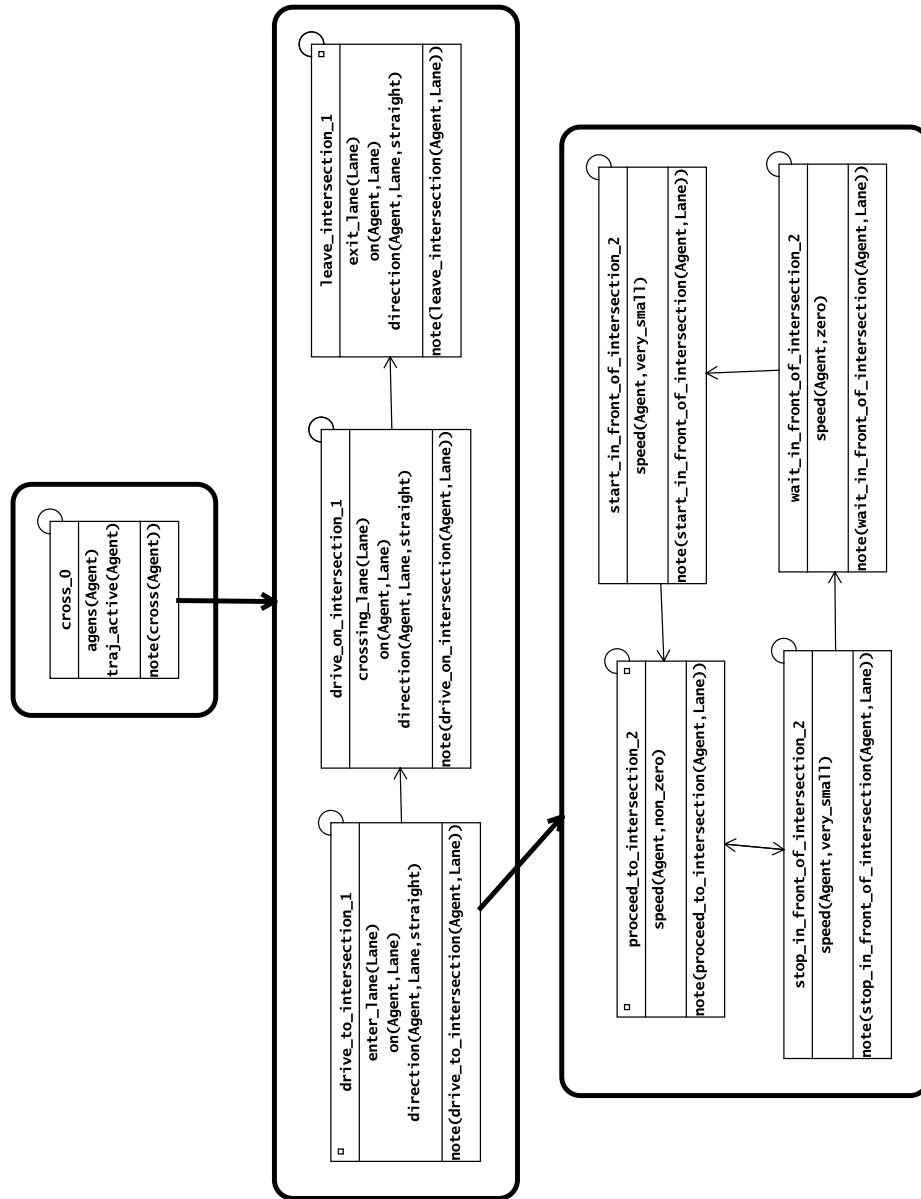 cross_0
agens(Agent)
traj_active(Agent)
note(cross(Agent))
drive_to_intersection_1
enter_lane(Lane)
on(Agent,Lane)
direction(Agent,Lane,straight)
note(drive_to_intersection(Agent,Lane))
drive_on_intersection_1
crossing_lane(Lane)
on(Agent,Lane)
direction(Agent,Lane,straight)
note(drive_on_intersection(Agent,Lane))
leave_intersection_1
exit_lane(Lane)
on(Agent,Lane)
direction(Agent,Lane,straight)
note(leave_intersection(Agent,Lane))
proceed_to_intersection_2
speed(Agent,non_zero)
note(proceed_to_intersection(Agent,Lane))
start_in_front_of_intersection_2
speed(Agent,very_small)
note(start_in_front_of_intersection(Agent,Lane))
stop_in_front_of_intersection_2
speed(Agent,very_small)
note(stop_in_front_of_intersection(Agent,Lane))
wait_in_front_of_intersection_2
speed(Agent,zero)
note(wait_in_front_of_intersection(Agent,Lane))